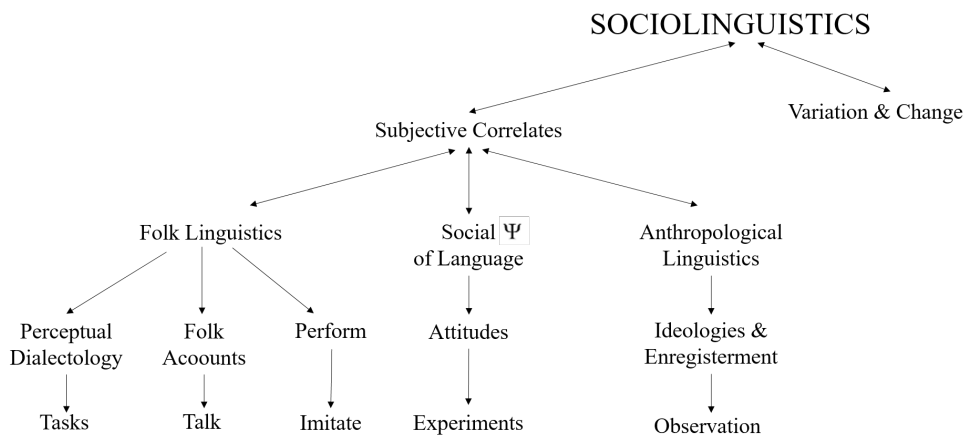 SOCIOLINGUISTICS
Variation & Change
Subjective Correlates
Folk Linguistics
Social Ψ
of Language
Anthropological
Linguistics
Perceptual
Dialectology
Folk
Acoounts
Perform
Attitudes
Ideologies &
Enregisterment
Tasks
Talk
Imitate
Experiments
Observation